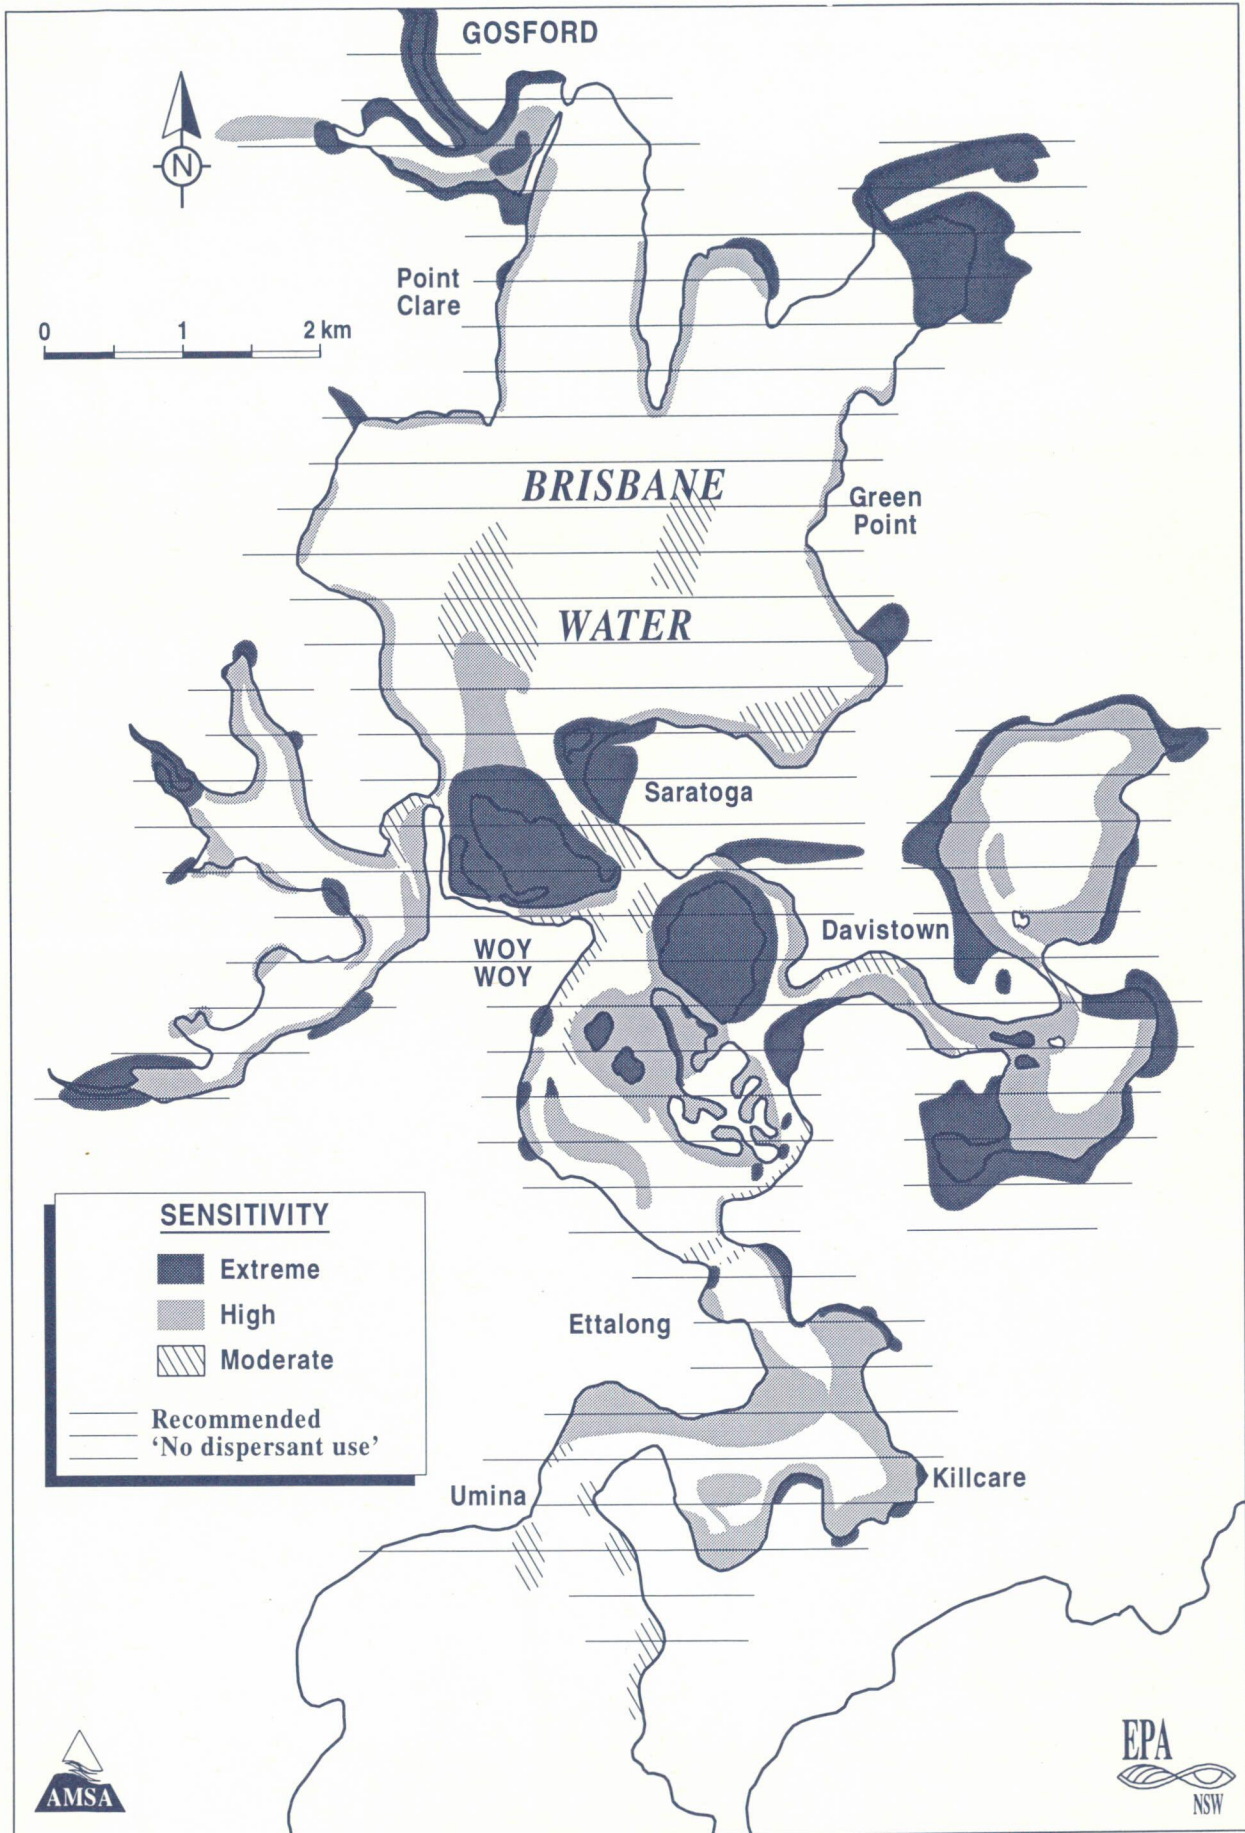 GOSFORD
N
Point
Clare
0 1 2 km
BRISBANE
Green
Point
WATER
Saratoga
Davistown
WOY
WOY
SENSITIVITY
Extreme
High
Moderate
Recommended
‘No dispersant use’
Ettalong
Killcare
Umina
AMSA
EPA
NSW